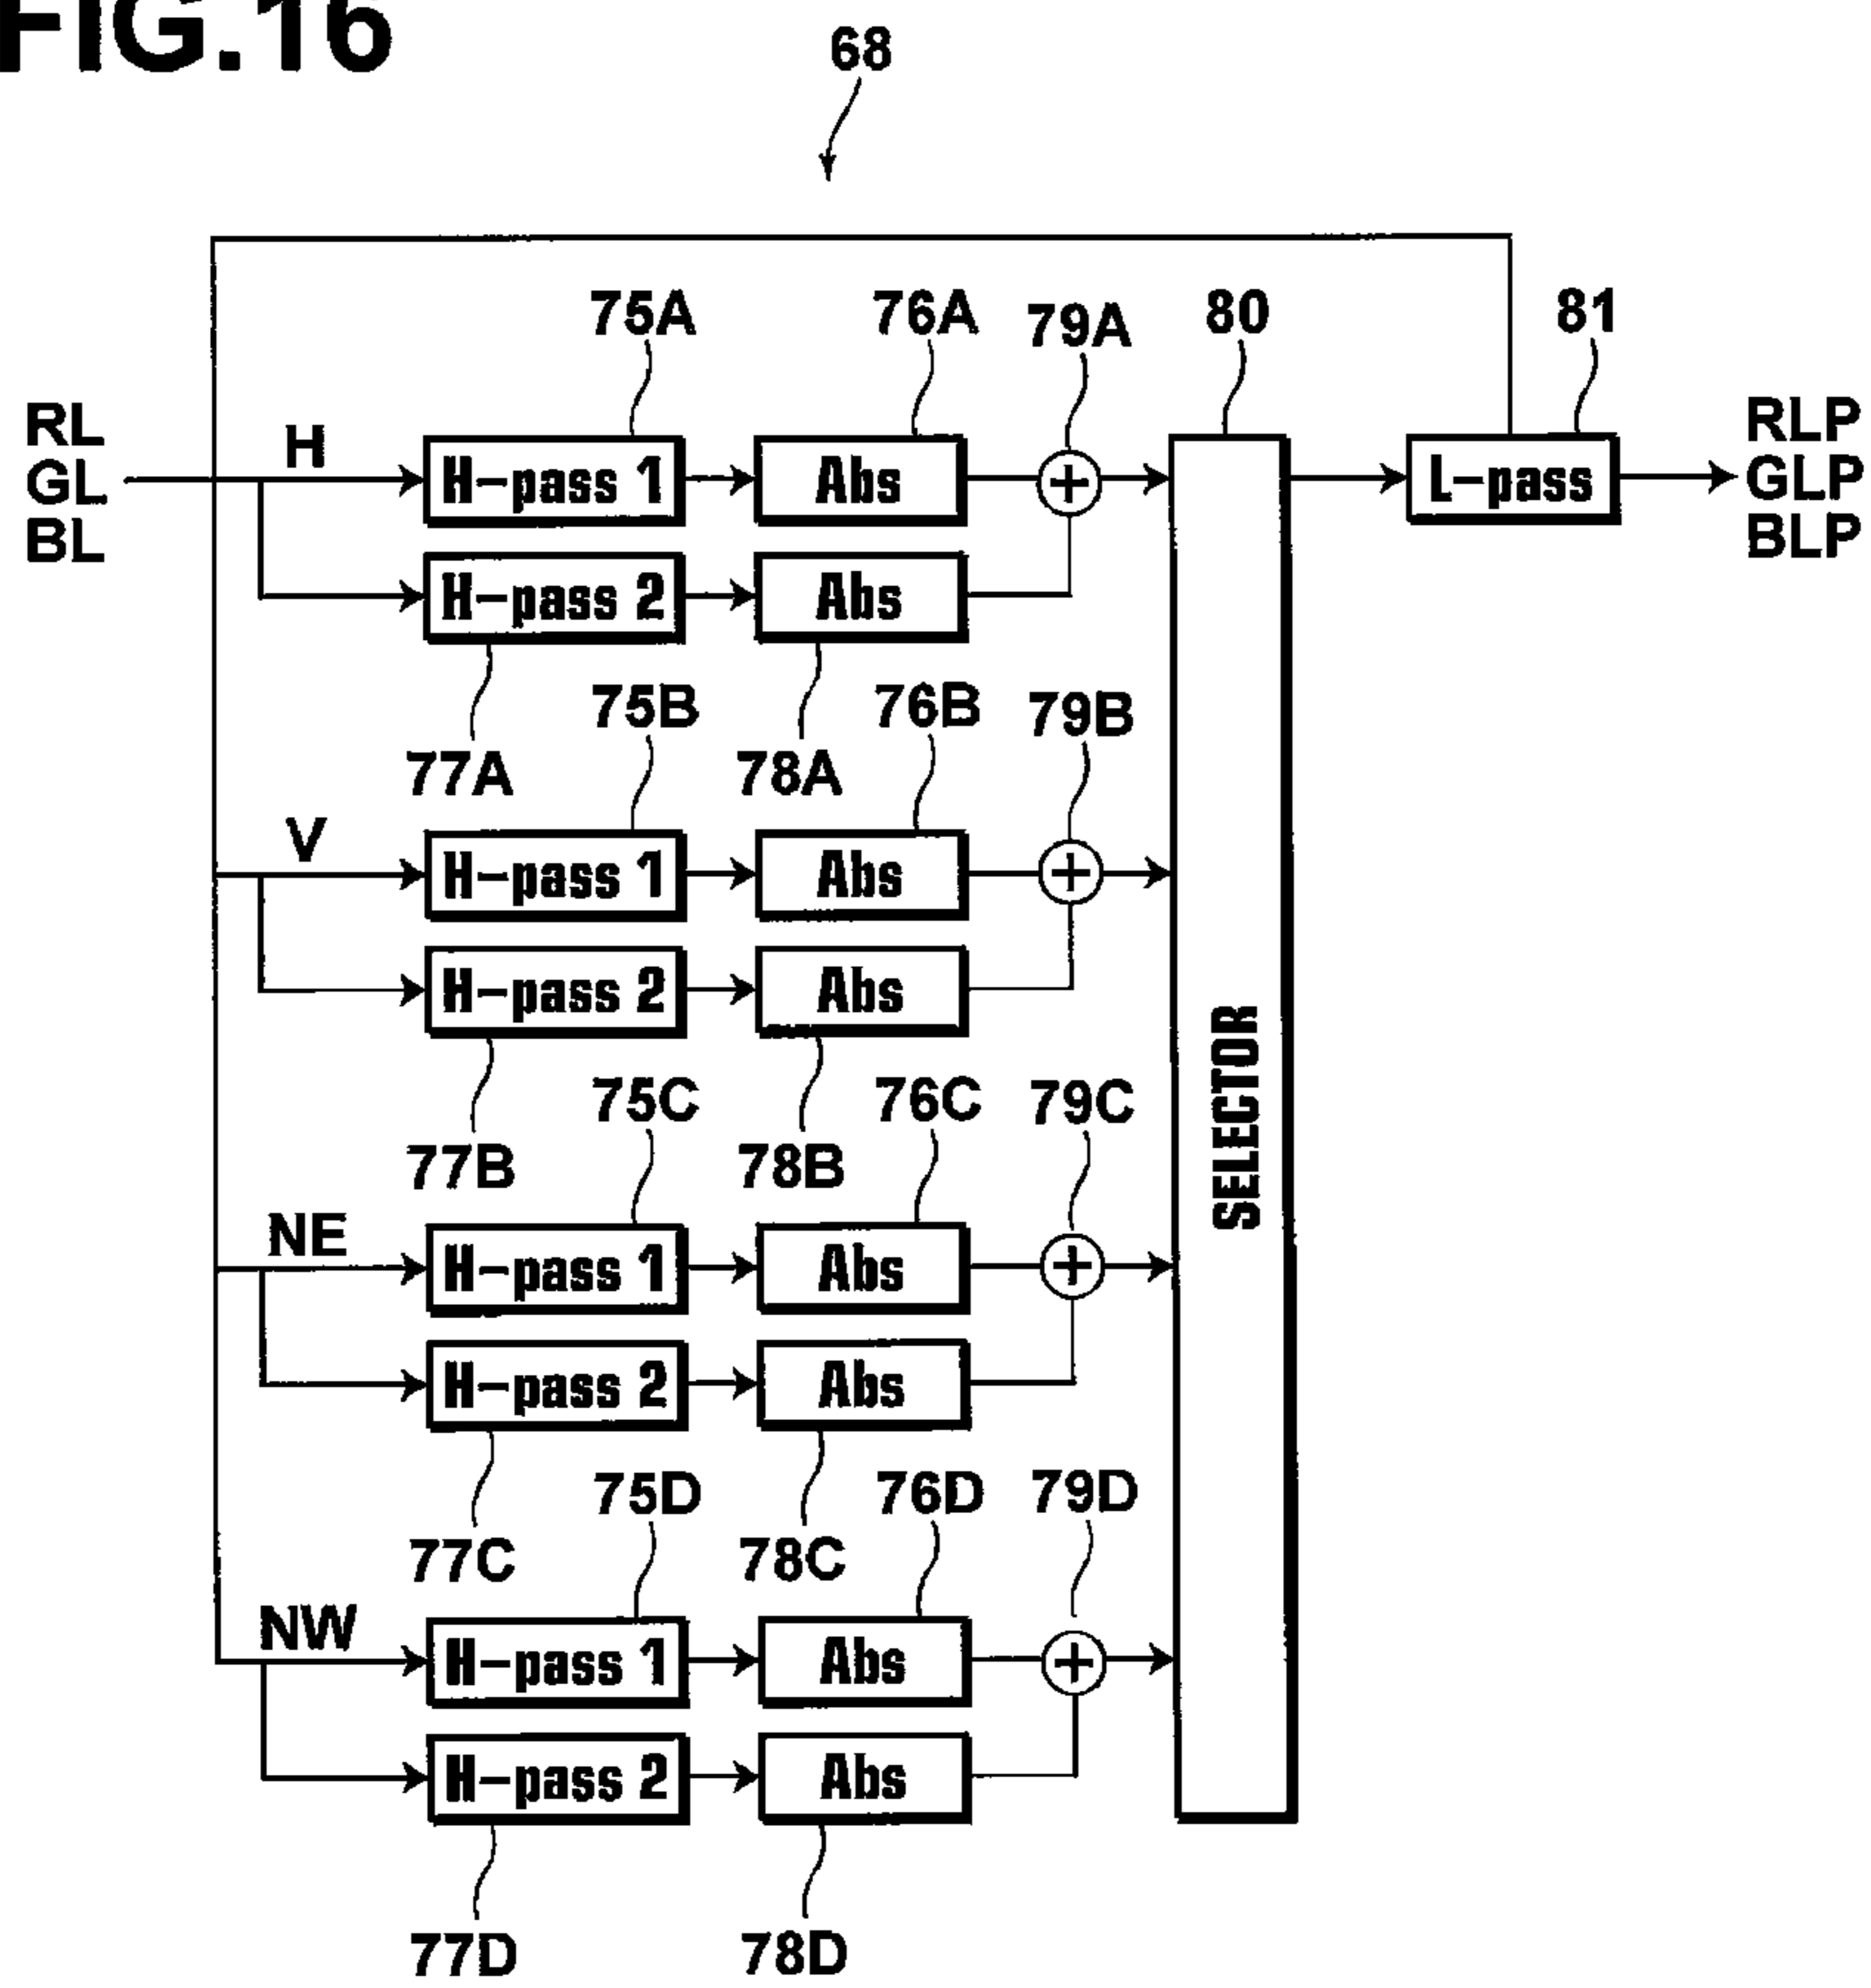 FIG.16
68
75A 76A 79A 80 81
RL
GL
BL
H
H-pass 1 Abs + L-pass
RLP
GLP
BLP
H-pass 2 Abs
77A 78A
75B 76B 79B
V
H-pass 1 Abs +
H-pass 2 Abs
77B 78B
SELECTOR
75C 76C 79C
NE
H-pass 1 Abs +
H-pass 2 Abs
77C 78C
75D 76D 79D
NW
H-pass 1 Abs +
H-pass 2 Abs
77D 78D